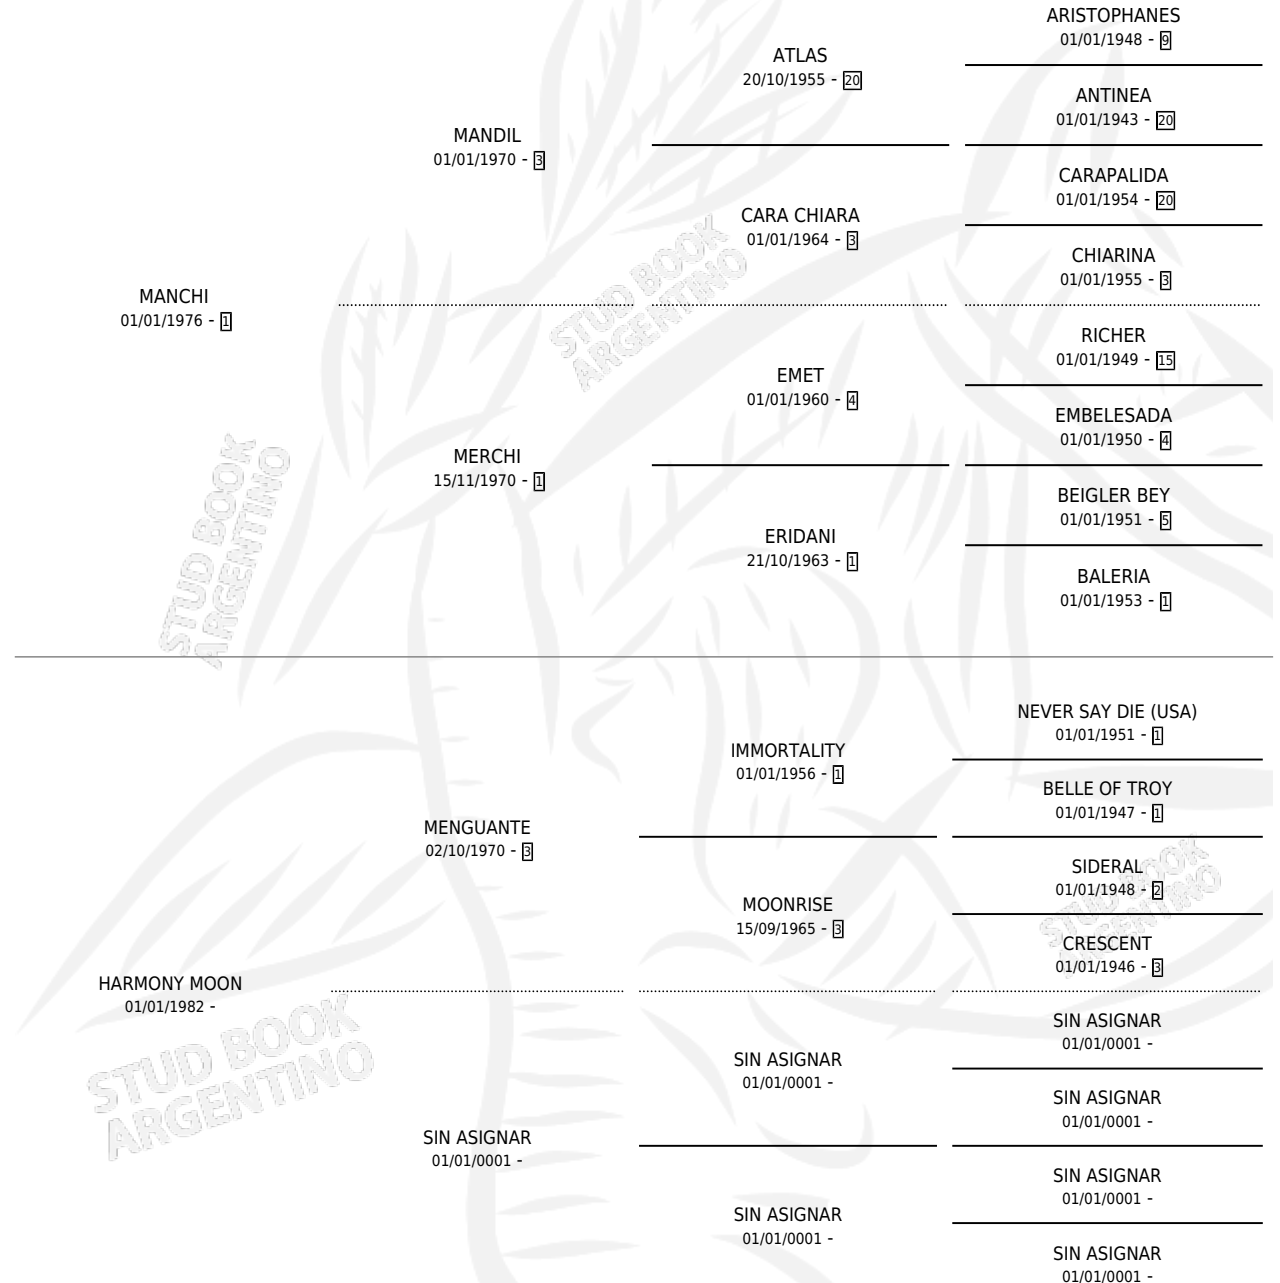 ARISTOPHANES
01/01/1948 - 9
ATLAS
20/10/1955 - 20
ANTINEA
01/01/1943 - 20
MANDIL
01/01/1970 - 3
CARAPALIDA
01/01/1954 - 20
CARA CHIARA
01/01/1964 - 3
CHIARINA
01/01/1955 - 3
MANCHI
01/01/1976 - 1
RICHER
01/01/1949 - 15
EMET
01/01/1960 - 4
EMBELESADA
01/01/1950 - 4
MERCHI
15/11/1970 - 1
BEIGLER BEY
01/01/1951 - 5
ERIDANI
21/10/1963 - 1
BALERIA
01/01/1953 - 1
STUD BOOK
ARGENTINO
STUD BOOK
ARGENTINO
NEVER SAY DIE (USA)
01/01/1951 - 1
IMMORTALITY
01/01/1956 - 1
BELLE OF TROY
01/01/1947 - 1
MENGUANTE
02/10/1970 - 3
SIDERAL
01/01/1948 - 2
MOONRISE
15/09/1965 - 3
CRESCENT
01/01/1946 - 3
HARMONY MOON
01/01/1982 -
SIN ASIGNAR
01/01/0001 -
SIN ASIGNAR
01/01/0001 -
SIN ASIGNAR
01/01/0001 -
SIN ASIGNAR
01/01/0001 -
SIN ASIGNAR
01/01/0001 -
SIN ASIGNAR
01/01/0001 -
SIN ASIGNAR
01/01/0001 -
STUD BOOK
ARGENTINO
STUD BOOK
ARGENTINO